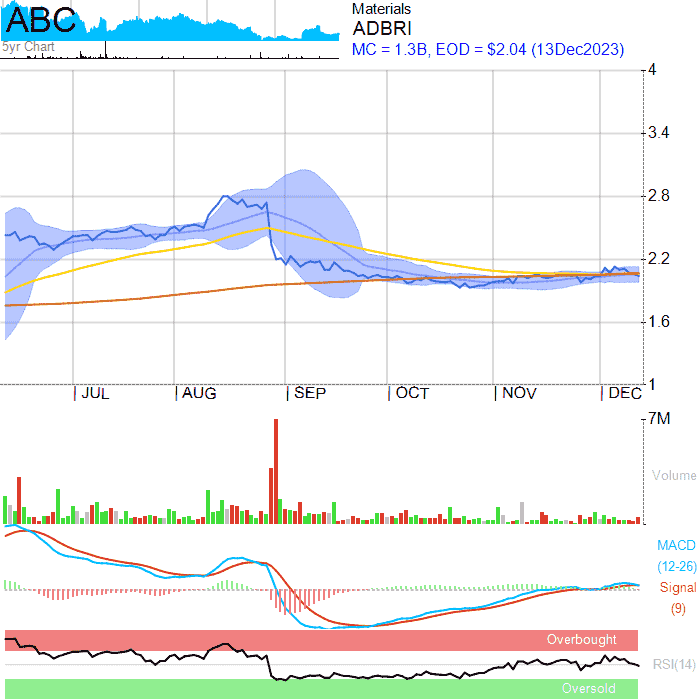 ABC
5yr Chart
Materials
ADBRI
MC = 1.3B, EOD = $2.04 (13Dec2023)
4
3.4
2.8
2.2
1.6
1
JUL AUG SEP OCT NOV DEC
7M
Volume
MACD
(12-26)
Signal
(9)
Overbought
RSI(14)
Oversold